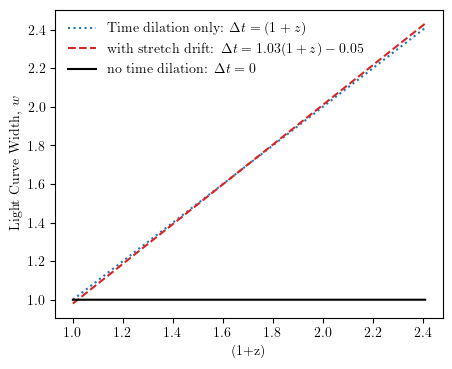 Time dilation only: Δt = (1 + z)
with stretch drift: Δt = 1.03(1 + z) − 0.05
no time dilation: Δt = 0
Light Curve Width, w
2.4
2.2
2.0
1.8
1.6
1.4
1.2
1.0
1.0 1.2 1.4 1.6 1.8 2.0 2.2 2.4
(1+z)